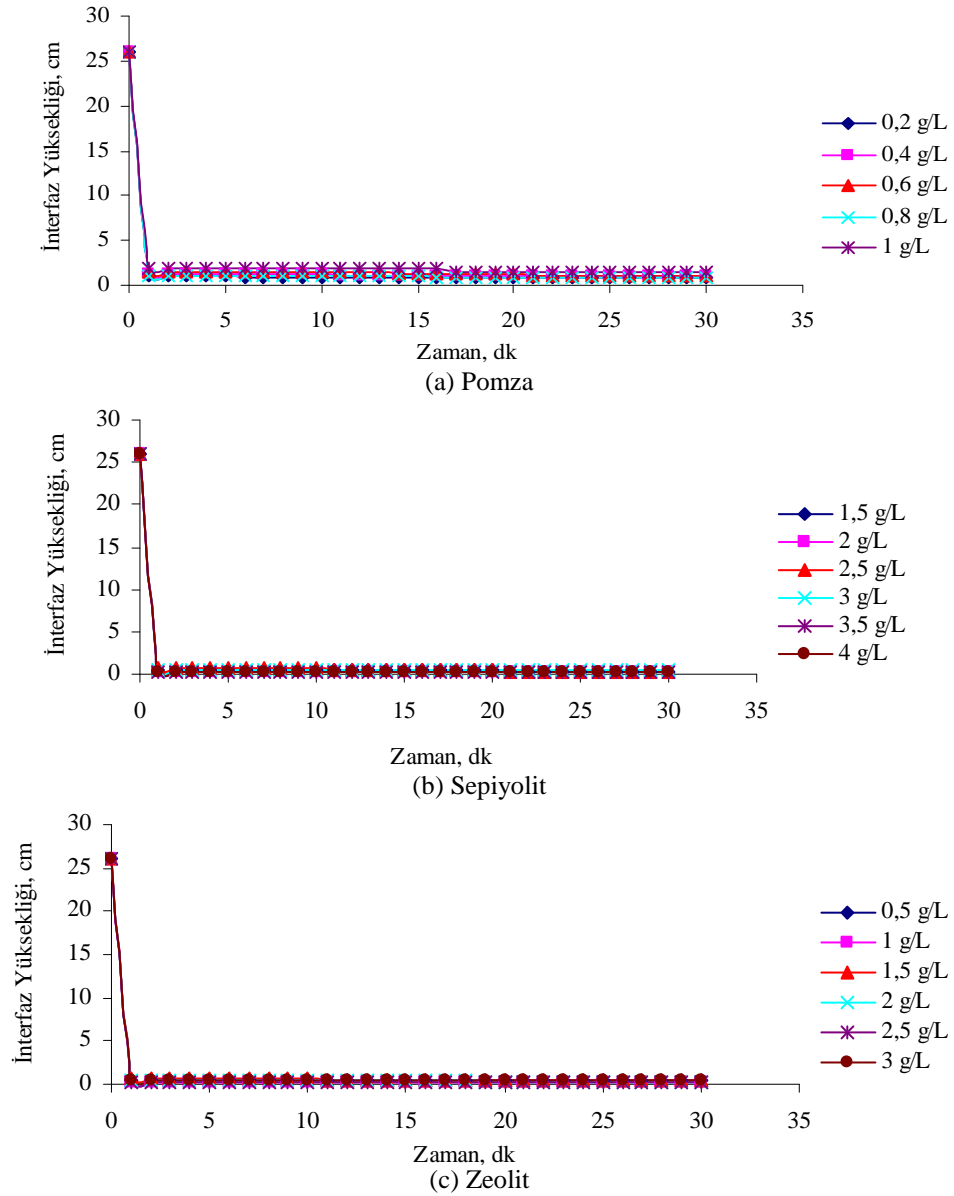 30
25
20
15
10
5
0
İnterfaz Yüksekliği, cm
0 5 10 15 20 25 30 35
Zaman, dk
0,2 g/L
0,4 g/L
0,6 g/L
0,8 g/L
1 g/L
(a) Pomza
30
25
20
15
10
5
0
İnterfaz Yüksekliği, cm
0 5 10 15 20 25 30 35
Zaman, dk
1,5 g/L
2 g/L
2,5 g/L
3 g/L
3,5 g/L
4 g/L
(b) Sepiyolit
30
25
20
15
10
5
0
İnterfaz Yüksekliği, cm
0 5 10 15 20 25 30 35
Zaman, dk
0,5 g/L
1 g/L
1,5 g/L
2 g/L
2,5 g/L
3 g/L
(c) Zeolit